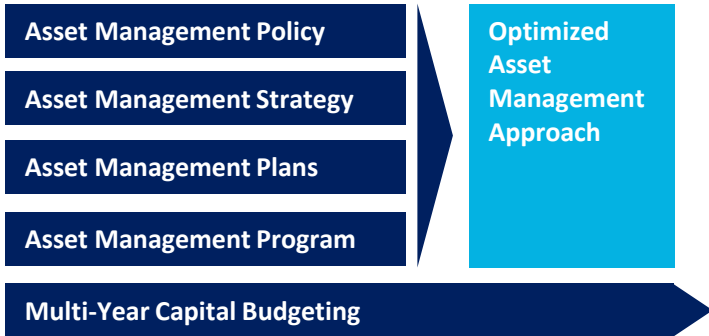 Asset Management Policy
Asset Management Strategy
Asset Management Plans
Asset Management Program
Optimized
Asset
Management
Approach
Multi-Year Capital Budgeting